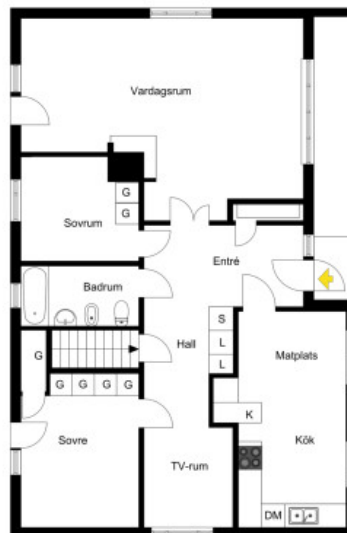 Vardagsrum
G
G
Sovrum
Entré
Badrum
S
L
L
Hall
Matplats
G
G G G G
K
Kök
Sovre
TV-rum
DM